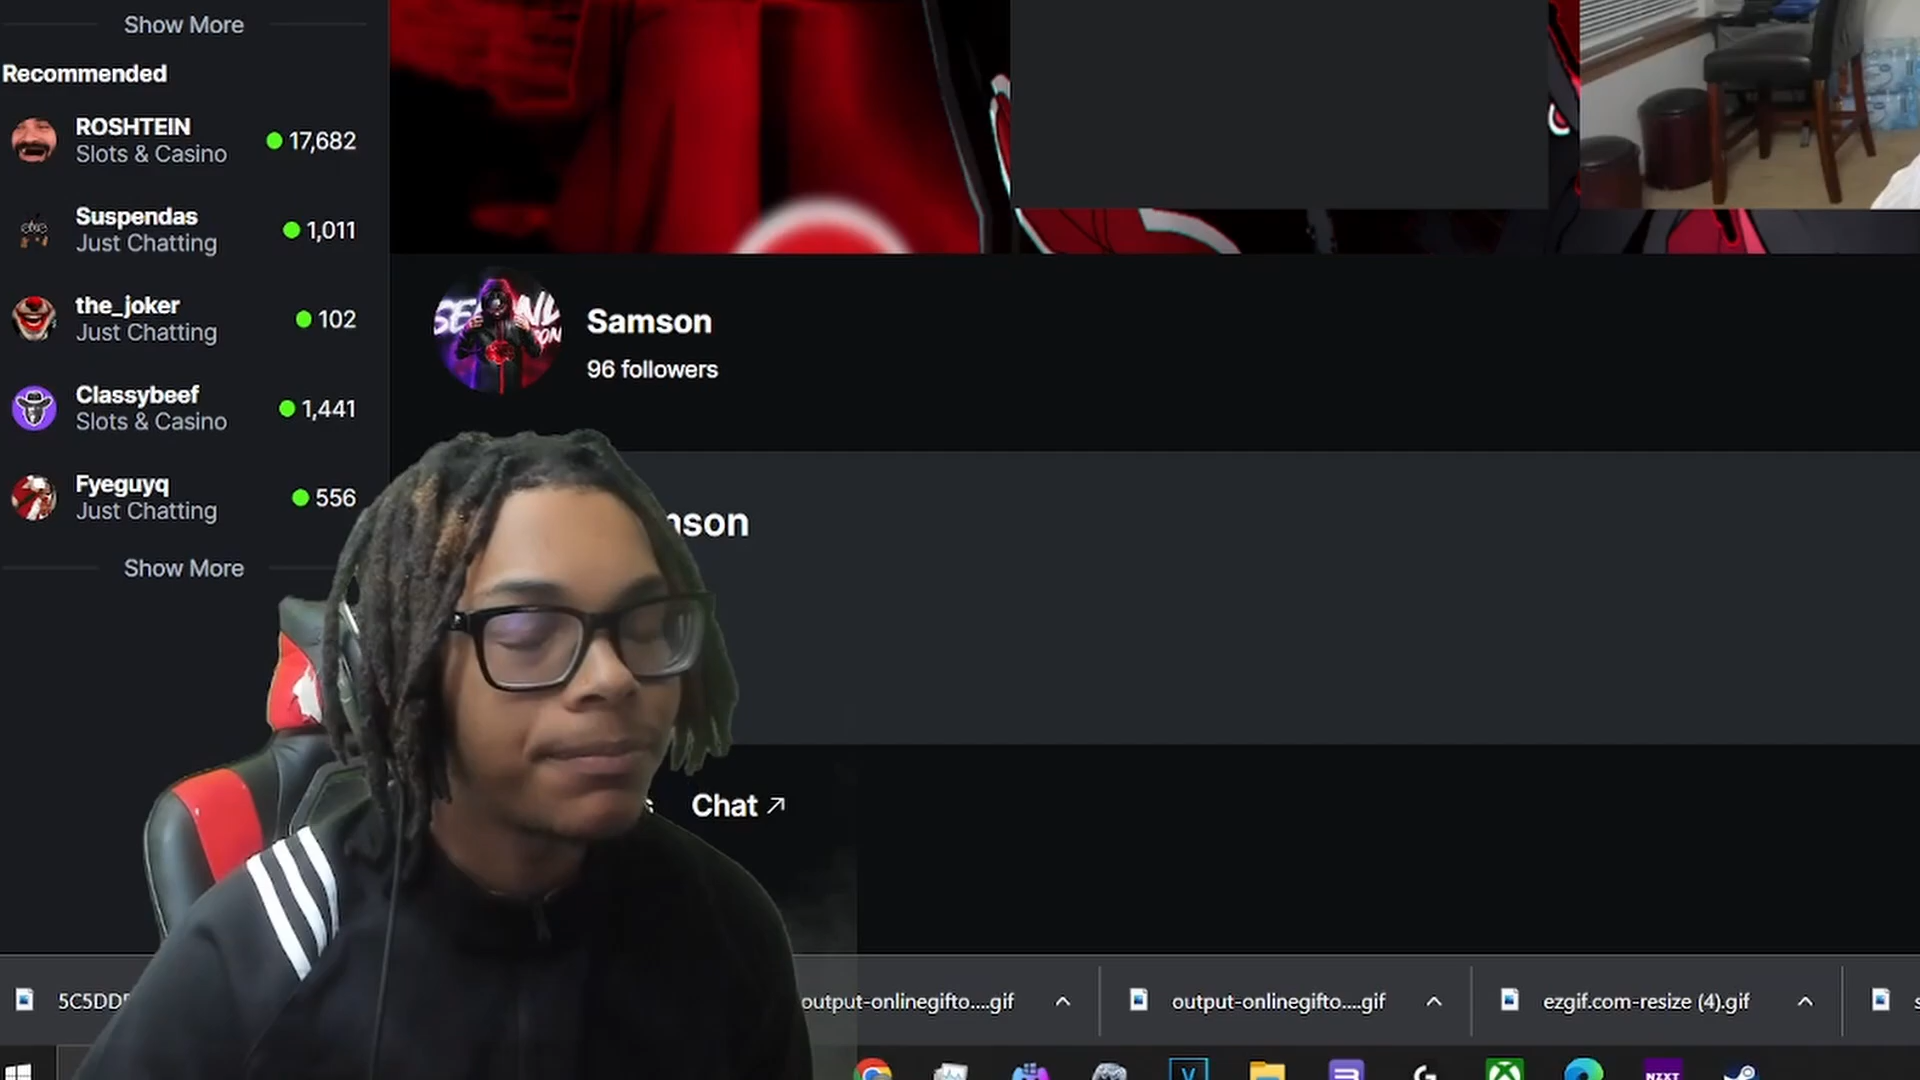 Show More
Recommended
ROSHTEIN
Slots & Casino
17,682
Suspendas
Just Chatting
1,011
the_joker
Just Chatting
102
Classybeef
Slots & Casino
1,441
Fyeguyq
Just Chatting
556
Show More
Samson
96 followers
nson
s
Chat
5C5DD
output-onlinegifto....gif
output-onlinegifto....gif
ezgif.com-resize (4).gif
s
V
NZXT